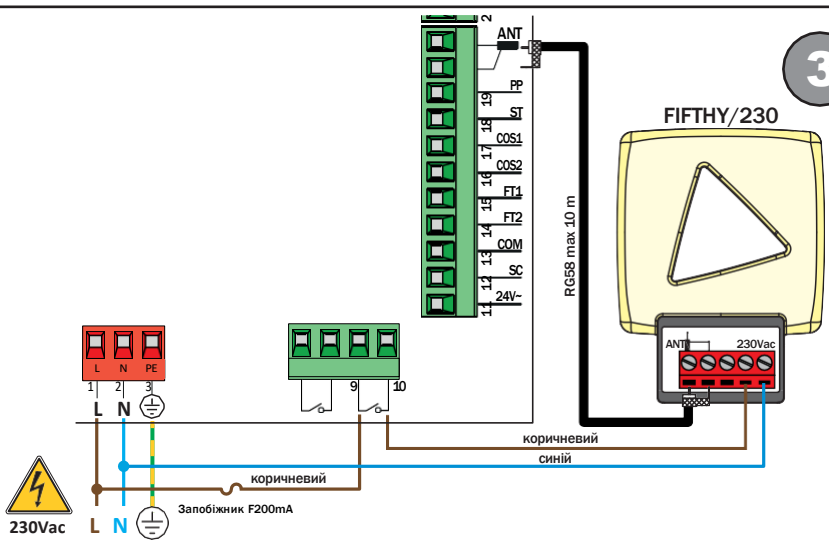 2
ANT
3
19 PP
18 ST
17 COS1
16 COS2
15 FT1
14 FT2
13 COM
12 SC
11 24V~
RG58 max 10 m
FIFTHY/230
ANT 230Vac
L N PE
1 2 3
L N
9 10
коричневий
синій
коричневий
Запобіжник F200mA
230Vac L N